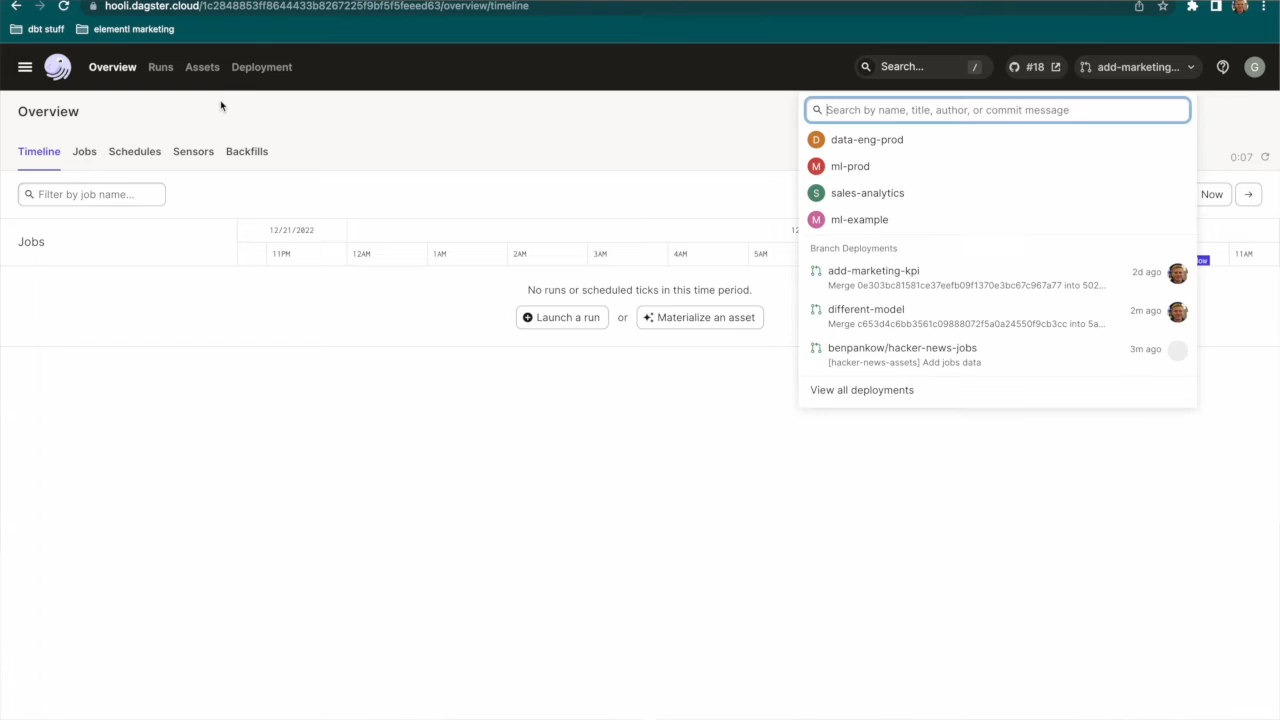 hooli.dagster.cloud/1c2848853ff8644433b8267225f9bf5f5feeed63/overview/timeline
dbt stuff elementl marketing
Overview Runs Assets Deployment Search... / #18 add-marketing... G
Overview
Search by name, title, author, or commit message
D data-eng-prod
Timeline Jobs Schedules Sensors Backfills
0:07
M ml-prod
Filter by job name...
S sales-analytics
Now
M ml-example
Jobs
12/21/2022
11PM 12AM 1AM 2AM 3AM 4AM 5AM 11AM
Branch Deployments
add-marketing-kpi 2d ago
Merge 0e303bc81581ce37eefb09f1370e3bc67c967a77 into 502...
No runs or scheduled ticks in this time period.
Launch a run or Materialize an asset
different-model 2m ago
Merge c653d4c6bb3561c09888072f5a0a24550f9cb3cc into 5a...
benpankow/hacker-news-jobs 3m ago
[hacker-news-assets] Add jobs data
View all deployments